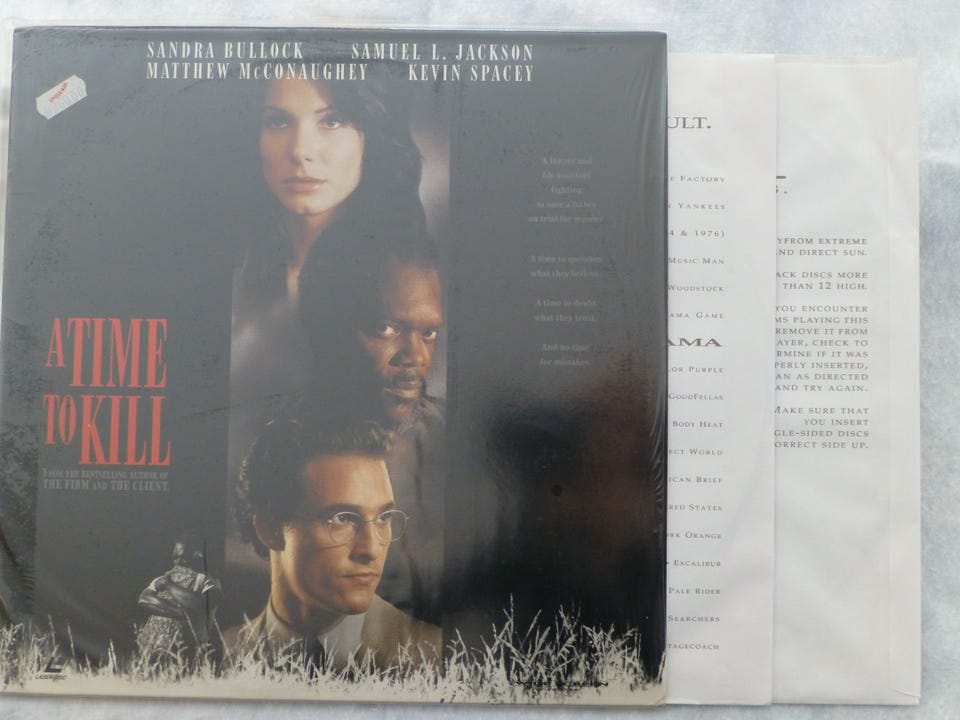 SANDRA BULLOCK SAMUEL L. JACKSON
MATTHEW McCONAUGHEY KEVIN SPACEY
A lawyer and
his assistant
fighting
to save a father
on trial for murder
A time to question
what they believe.
A time to doubt
what they trust.
And no time
for mistakes.
A TIME
TO KILL
FROM THE BESTSELLING AUTHOR OF
THE FIRM AND THE CLIENT.
LASERDISC
ULT.
E FACTORY
N YANKEES
4 & 1976)
MUSIC MAN
WOODSTOCK
AMA GAME
AMA
LOR PURPLE
GOODFELLAS
BODY HEAT
ECT WORLD
ICAN BRIEF
RED STATES
ORK ORANGE
EXCALIBUR
PALE RIDER
SEARCHERS
TAGECOACH
YFROM EXTREME
ND DIRECT SUN.
ACK DISCS MORE
THAN 12 HIGH.
YOU ENCOUNTER
MS PLAYING THIS
REMOVE IT FROM
AYER, CHECK TO
RMINE IF IT WAS
PERLY INSERTED,
AN AS DIRECTED
AND TRY AGAIN.
MAKE SURE THAT
YOU INSERT
GLE-SIDED DISCS
ORRECT SIDE UP.